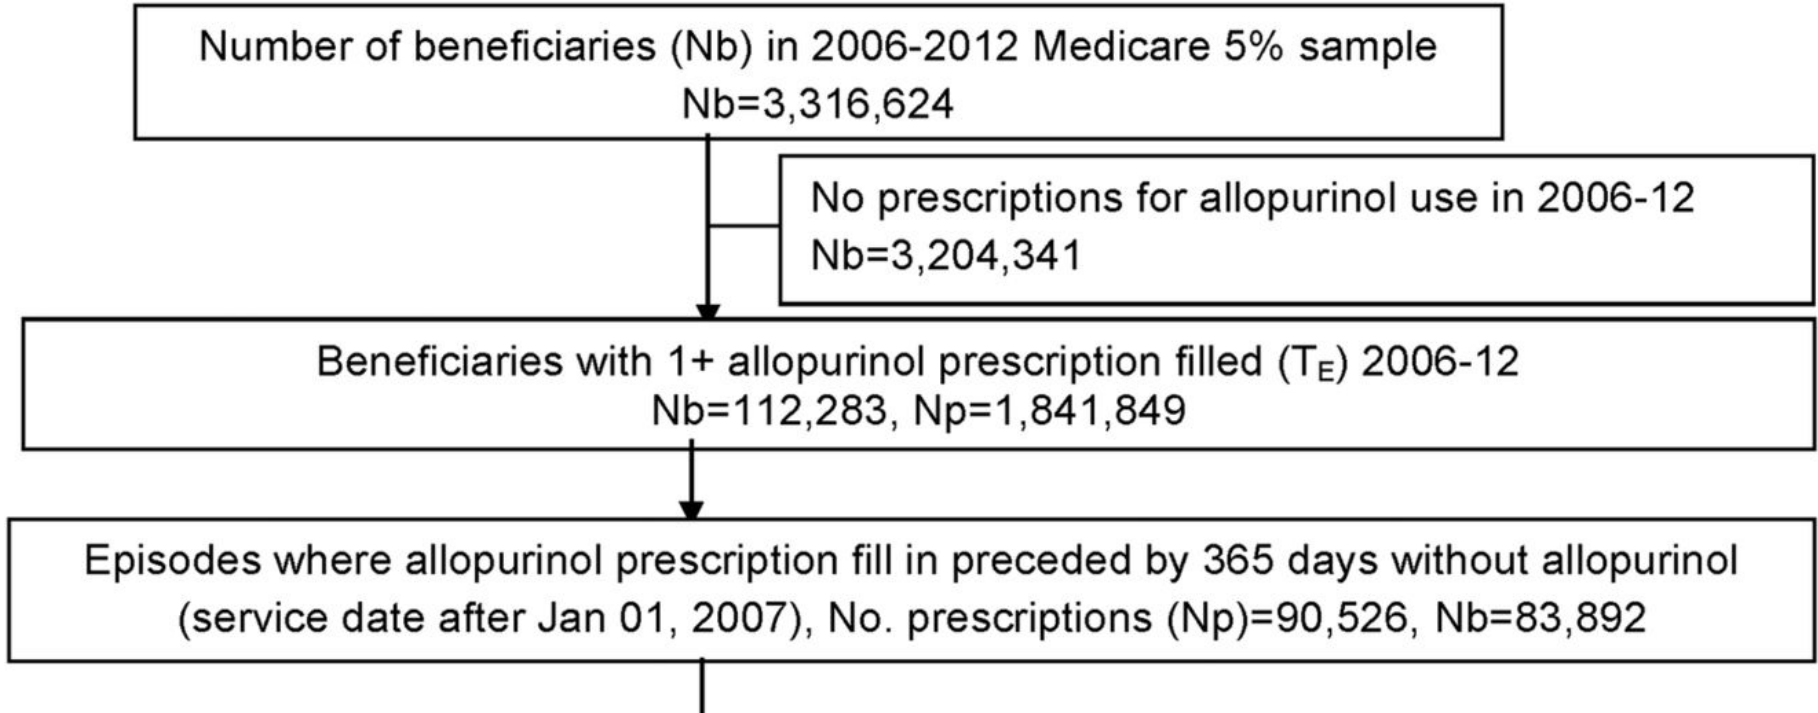 Number of beneficiaries (Nb) in 2006-2012 Medicare 5% sample
Nb=3,316,624
No prescriptions for allopurinol use in 2006-12
Nb=3,204,341
Beneficiaries with 1+ allopurinol prescription filled (TE) 2006-12
Nb=112,283, Np=1,841,849
Episodes where allopurinol prescription fill in preceded by 365 days without allopurinol
(service date after Jan 01, 2007), No. prescriptions (Np)=90,526, Nb=83,892